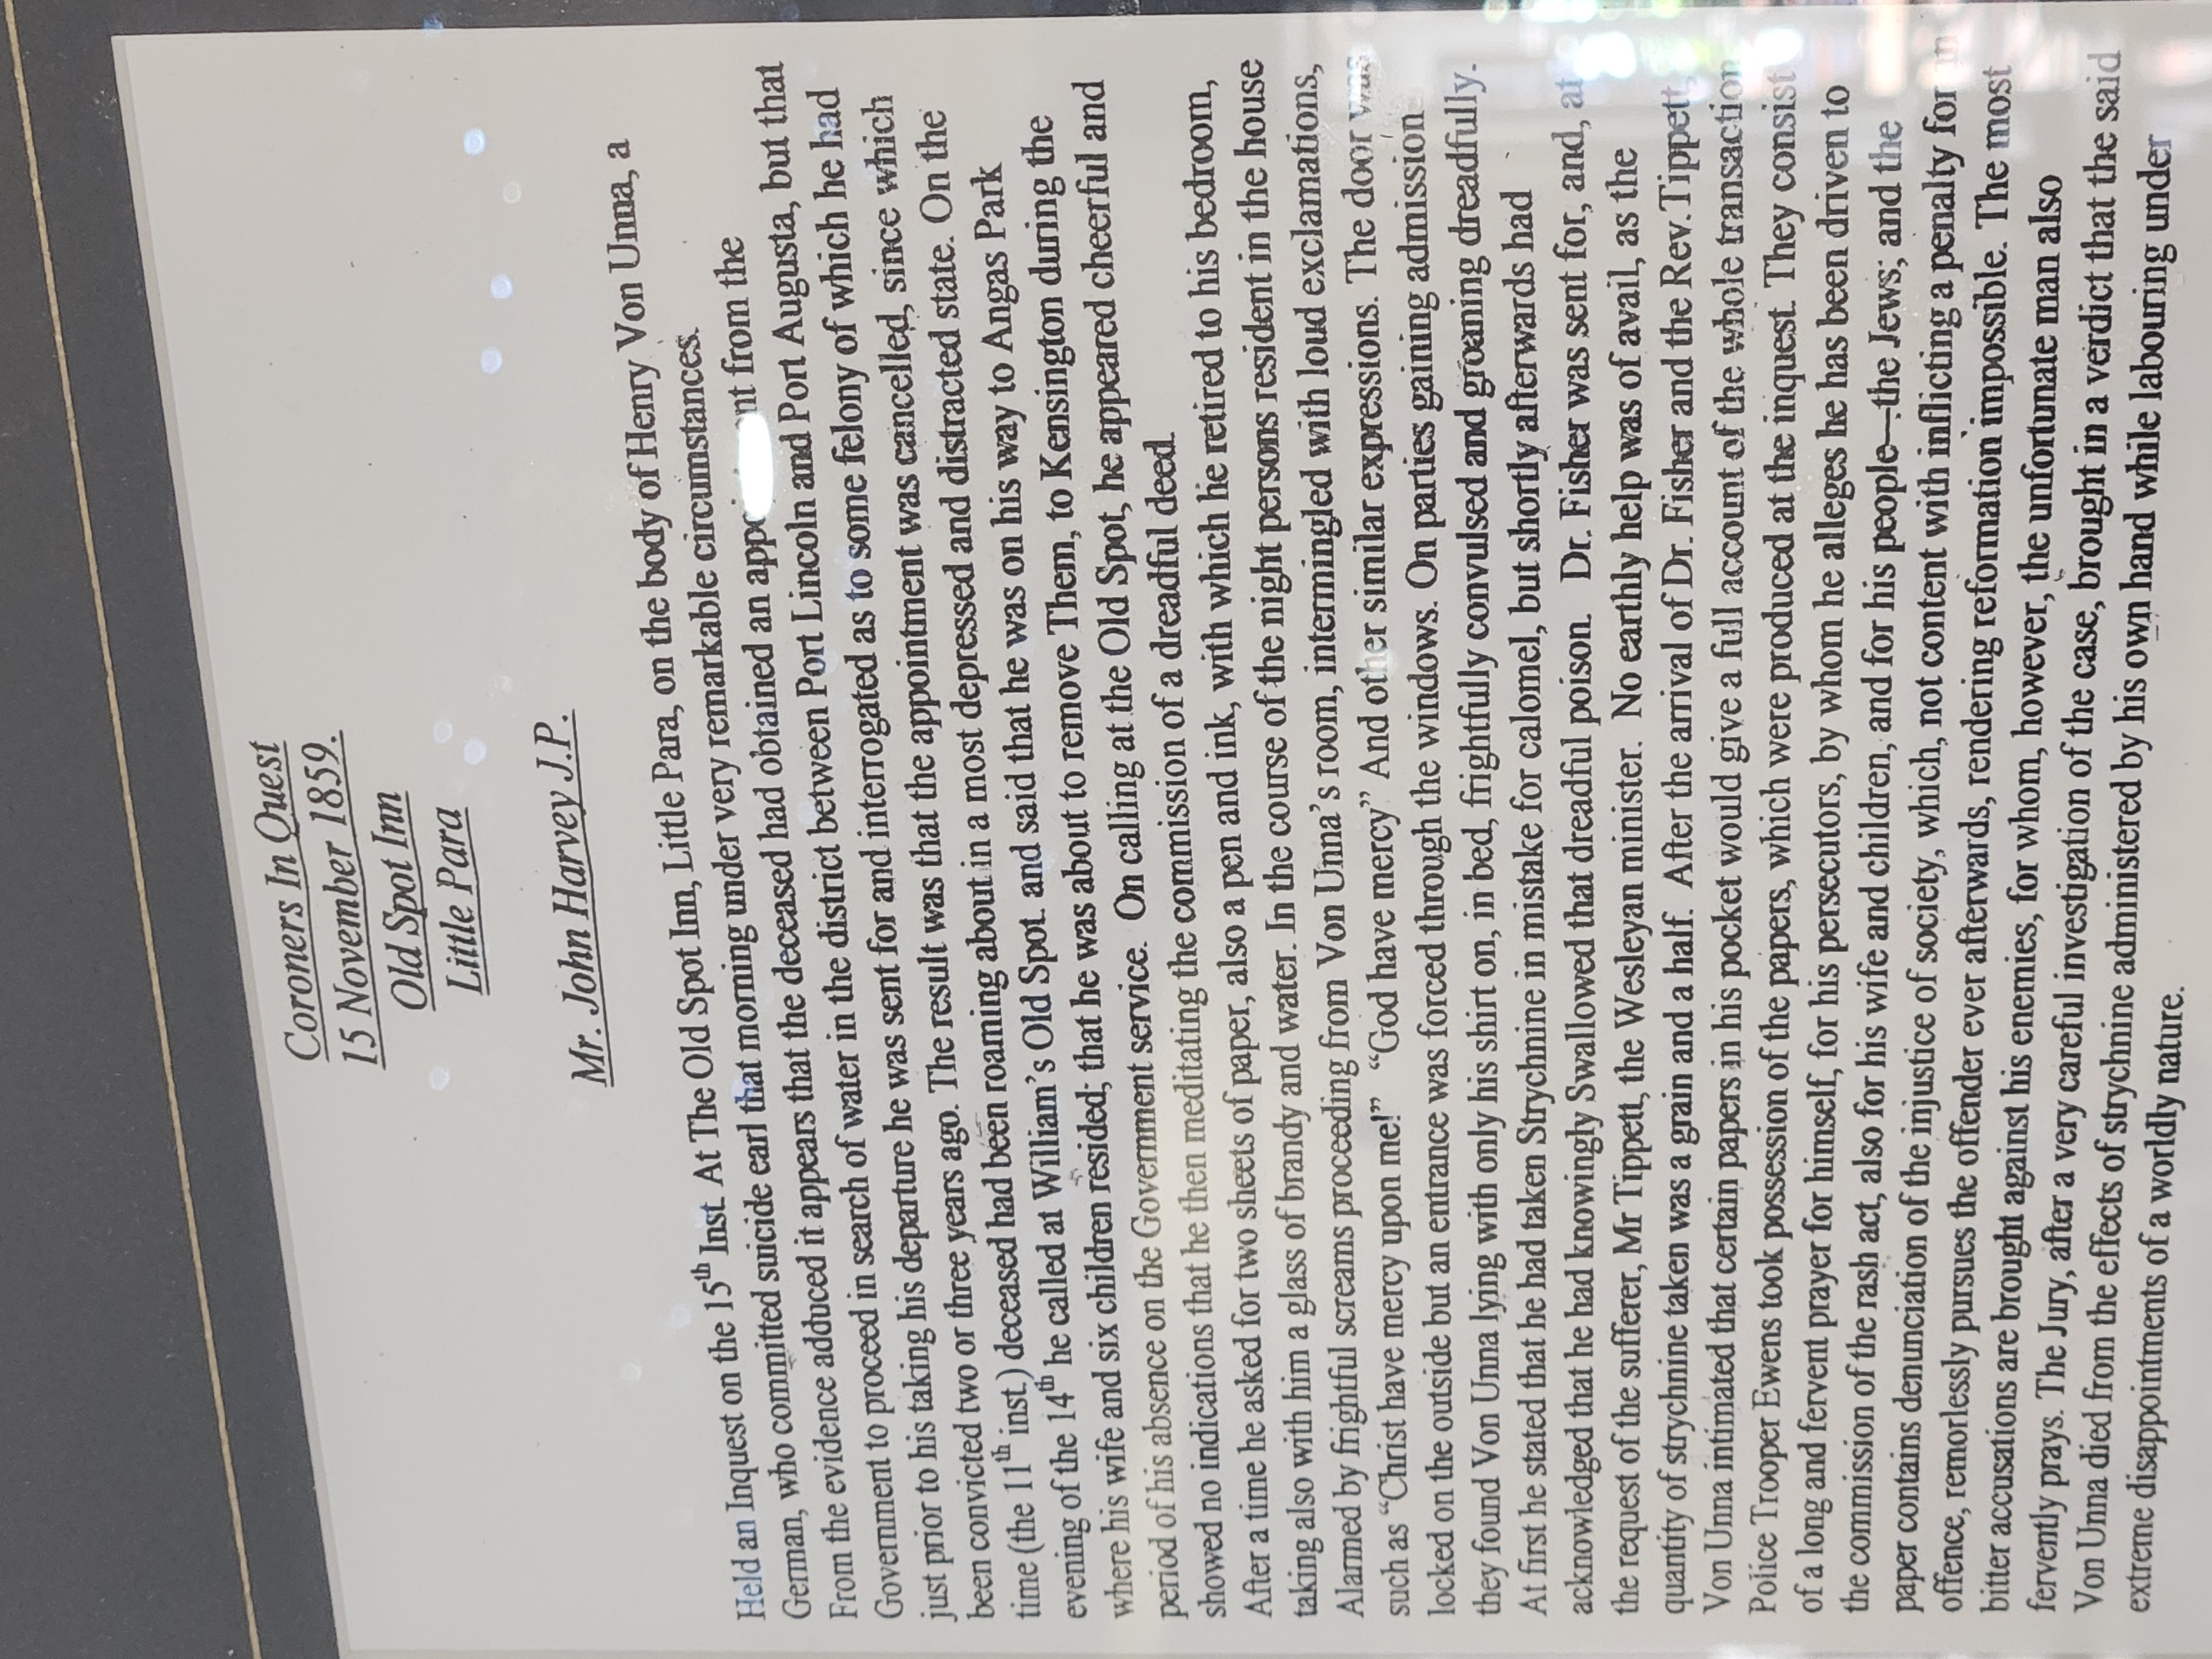 Coroners In Quest
15 November 1859.
Old Spot Inn
Little Para
Mr. John Harvey J.P.
Held an Inquest on the 15th Inst. At The Old Spot Inn, Little Para, on the body of Henry Von Unna, a
German, who committed suicide earl that morning under very remarkable circumstances.
From the evidence adduced it appears that the deceased had obtained an from the
Government to proceed in search of water in the district between Port Lincoln and Port Augusta, but that
just prior to his taking his departure he was sent for and interrogated as to some felony of which he had
been convicted two or three years ago. The result was that the appointment was cancelled, since which
time (the 11th inst.) deceased had been roaming about in a most depressed and distracted state. On the
evening of the 14th he called at William's Old Spot. and said that he was on his way to Angas Park
where his wife and six children resided; that he was about to remove Them, to Kensington during the
period of his absence on the Government service. On calling at the Old Spot, he appeared cheerful and
showed no indications that he then meditating the commission of a dreadful deed.
After a time he asked for two sheets of paper, also a pen and ink, with which he retired to his bedroom,
taking also with him a glass of brandy and water. In the course of the night persons resident in the house
Alarmed by frightful screams proceeding from Von Unna's room, intermingled with loud exclamations,
such as "Christ have mercy upon me!" "God have mercy" And other similar expressions. The door was
locked on the outside but an entrance was forced through the windows. On parties gaining admission
they found Von Unna lying with only his shirt on, in bed, frightfully convulsed and groaning dreadfully.
At first he stated that he had taken Strychnine in mistake for calomel, but shortly afterwards had
acknowledged that he had knowingly Swallowed that dreadful poison. Dr. Fisher was sent for, and, at
the request of the sufferer, Mr Tippett, the Wesleyan minister. No earthly help was of avail, as the
quantity of strychnine taken was a grain and a half. After the arrival of Dr. Fisher and the Rev. Tippett,
Von Unna intimated that certain papers in his pocket would give a full account of the whole transaction
Police Trooper Ewens took possession of the papers, which were produced at the inquest. They consist
of a long and fervent prayer for himself, for his persecutors, by whom he alleges he has been driven to
the commission of the rash act, also for his wife and children, and for his people—the Jews; and the
paper contains denunciation of the injustice of society, which, not content with inflicting a penalty for
offence, remorlessly pursues the offender ever afterwards, rendering reformation impossible. The most
bitter accusations are brought against his enemies, for whom, however, the unfortunate man also
fervently prays. The Jury, after a very careful investigation of the case, brought in a verdict that the said
Von Unna died from the effects of strychnine administered by his own hand while labouring under
extreme disappointments of a worldly nature.